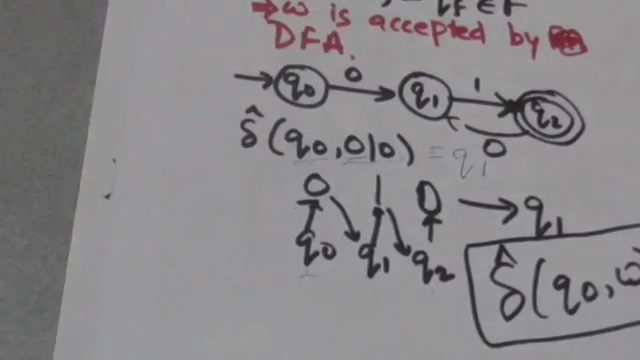 = qf ∈ F
⇒ w is accepted by
DFA.
→ q0 0 → q1 1 → q2
0
δ̂(q0, 010) = q1
0 1 0 → q1
q0 q1 q2
δ̂(q0, w